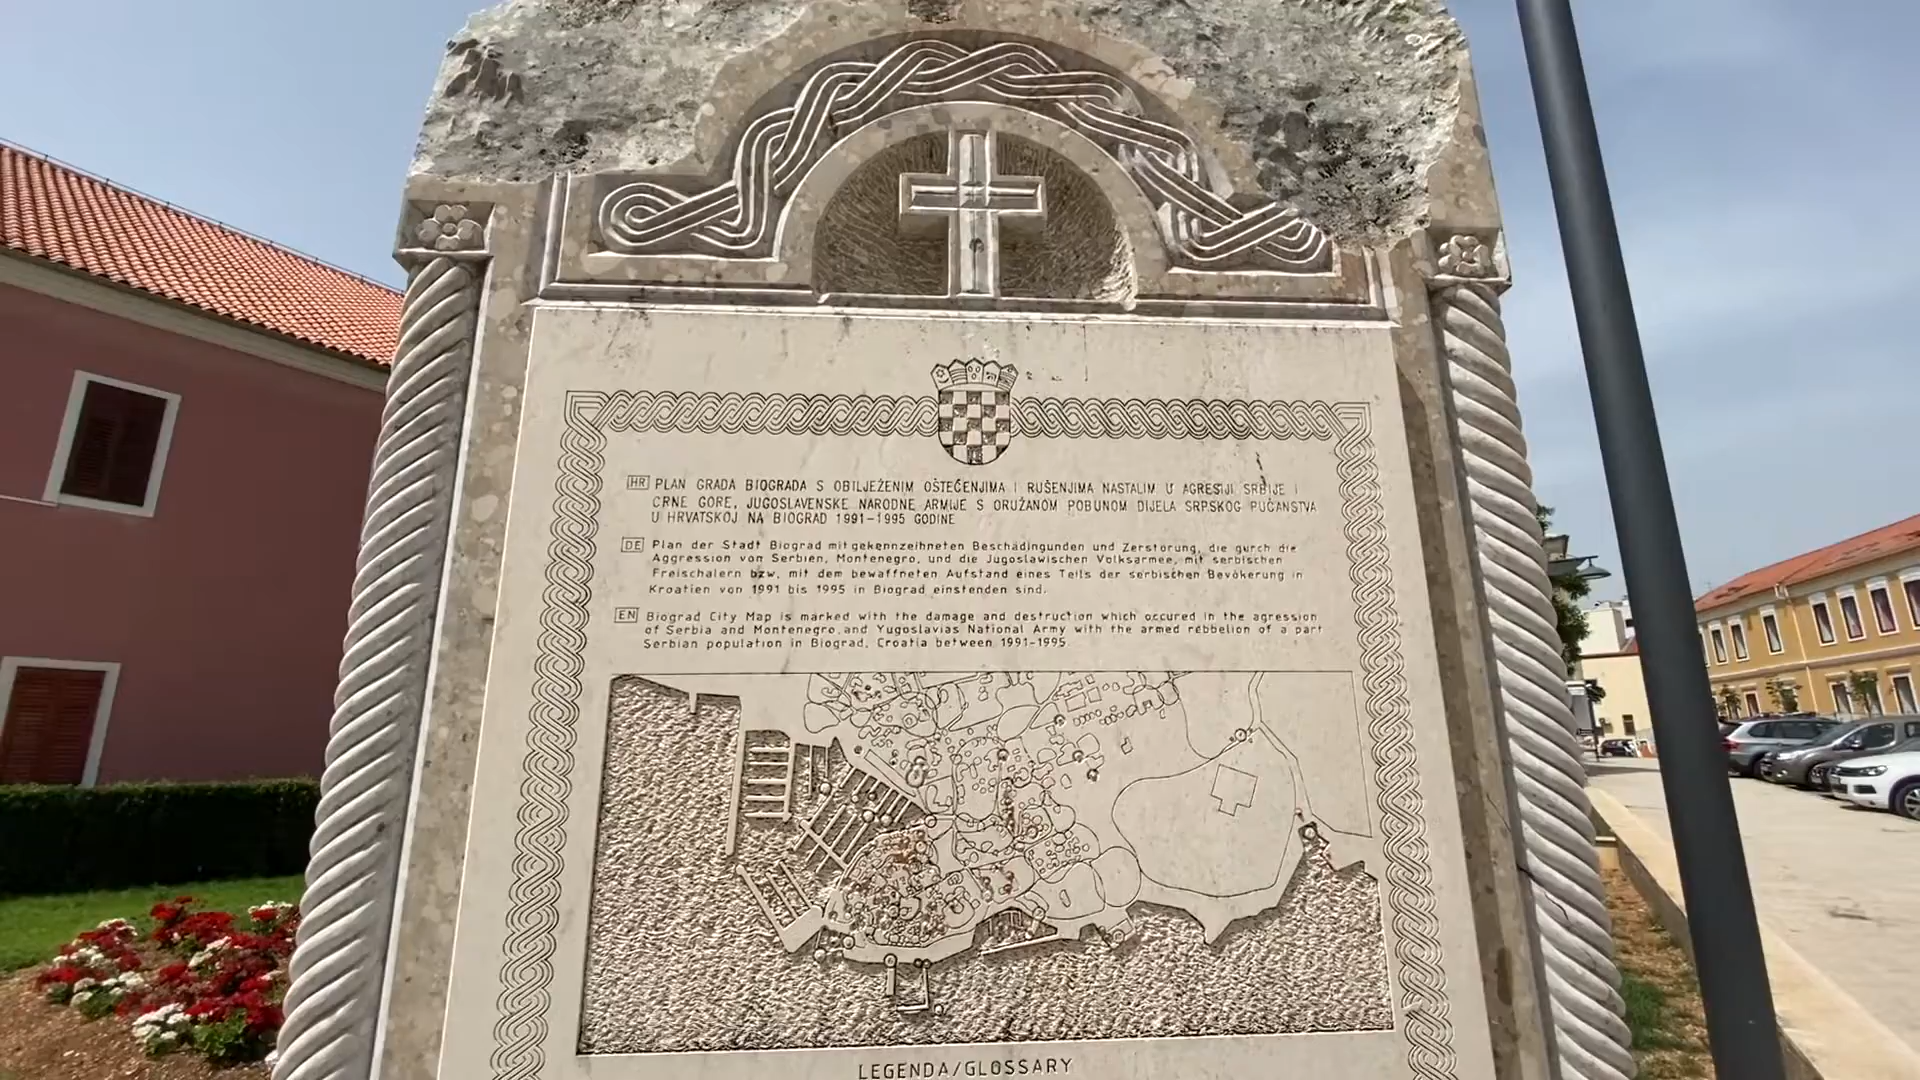 HR PLAN GRADA BIOGRADA S OBILJEŽENIM OŠTEĆENJIMA I RUŠENJIMA NASTALIM U AGRESIJI SRBIJE I
CRNE GORE, JUGOSLAVENSKE NARODNE ARMIJE S ORUŽANOM POBUNOM DIJELA SRPSKOG PUČANSTVA
U HRVATSKOJ NA BIOGRAD 1991-1995 GODINE
DE Plan der Stadt Biograd mit gekennzeihneten Beschädingunden und Zerstörung, die gurch die
Aggression von Serbien, Montenegro, und die Jugoslawischen Volksarmee, mit serbischen
Freischalern bzw. mit dem bewaffneten Aufstand eines Teils der serbischen Bevökerung in
Kroatien von 1991 bis 1995 in Biograd einstenden sind.
EN Biograd City Map is marked with the damage and destruction which occured in the agression
of Serbia and Montenegro, and Yugoslavias National Army with the armed rebbelion of a part
Serbian population in Biograd, Croatia between 1991-1995.
LEGENDA/GLOSSARY